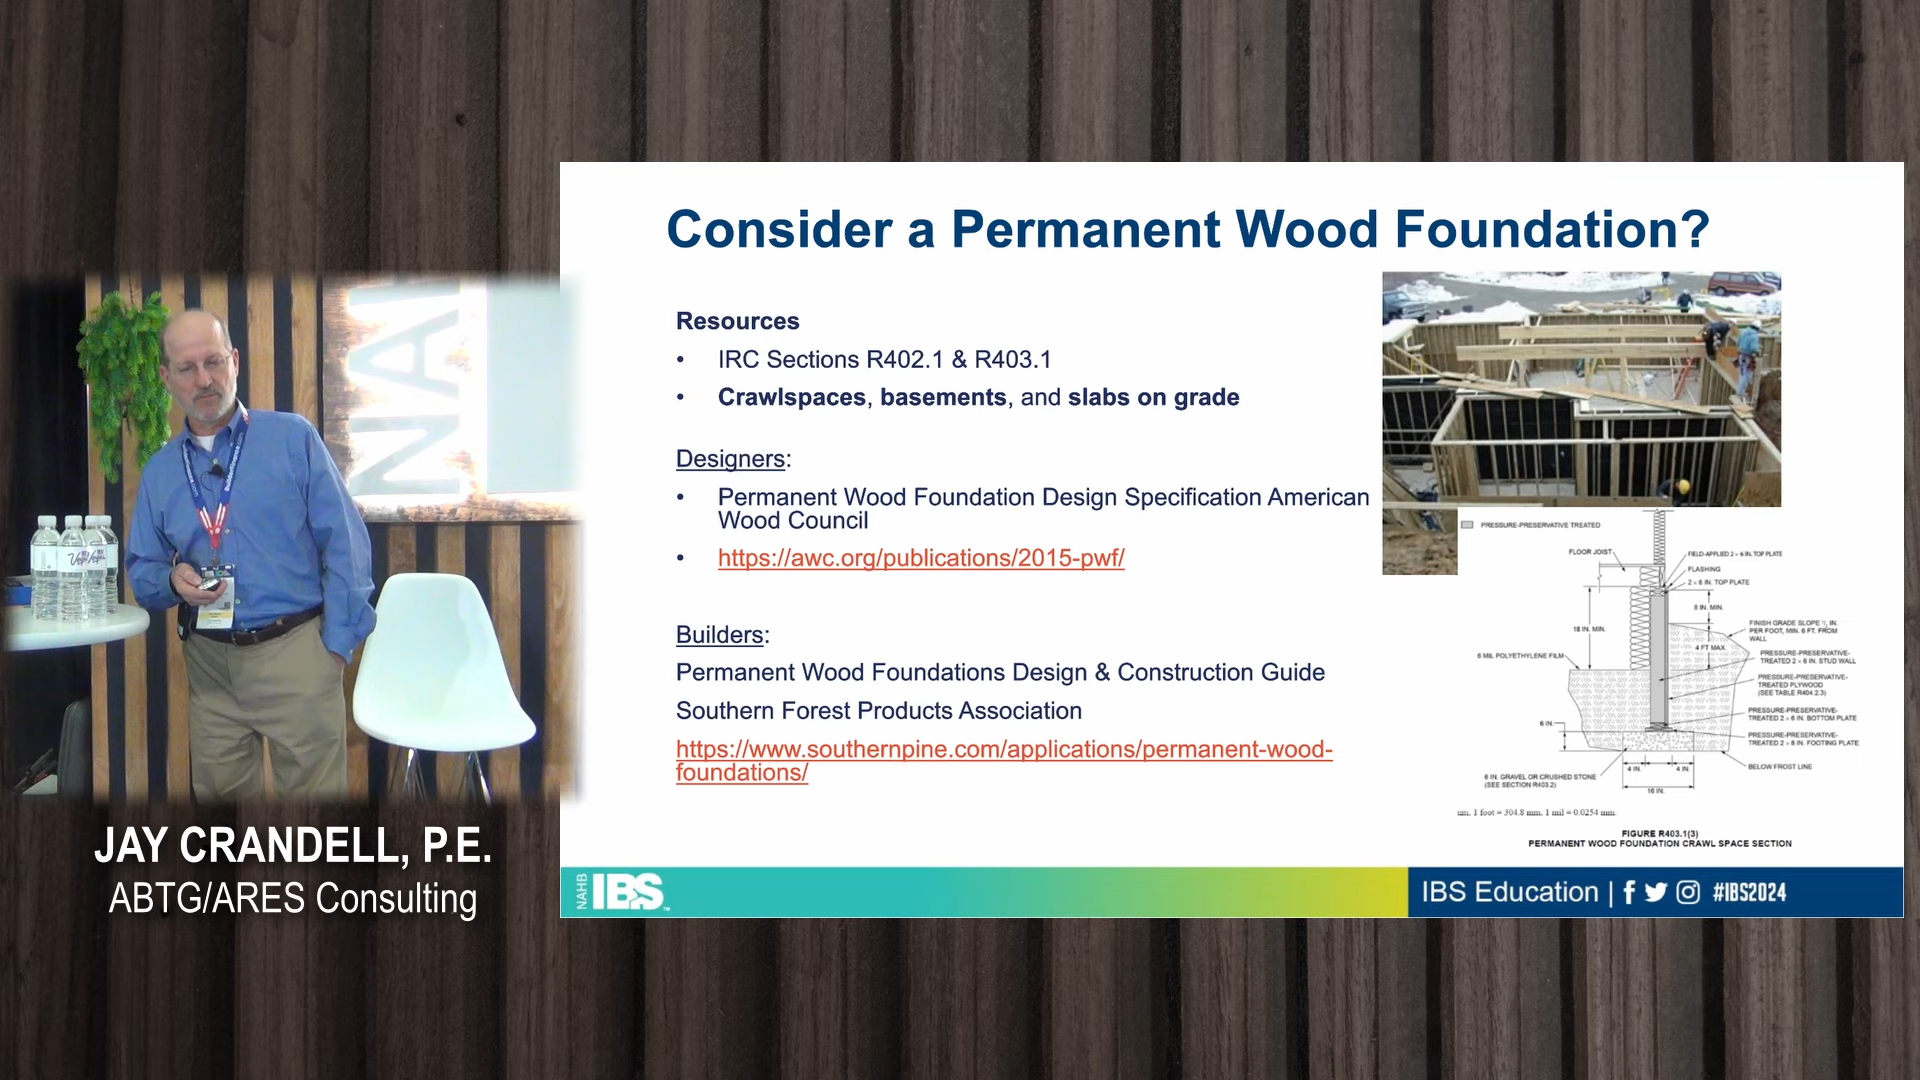 Consider a Permanent Wood Foundation?
Resources
• IRC Sections R402.1 & R403.1
• Crawlspaces, basements, and slabs on grade
Designers:
• Permanent Wood Foundation Design Specification American
Wood Council
• https://awc.org/publications/2015-pwf/
Builders:
Permanent Wood Foundations Design & Construction Guide
Southern Forest Products Association
https://www.southernpine.com/applications/permanent-wood-
foundations/
PRESSURE-PRESERVATIVE TREATED
FLOOR JOIST
FIELD-APPLIED 2 × 6 IN. TOP PLATE
FLASHING
2 × 6 IN. TOP PLATE
8 IN. MIN.
18 IN. MIN.
FINISH GRADE SLOPE IN.
PER FOOT, MIN. 6 FT. FROM
WALL
4 FT MAX.
6 MIL POLYETHYLENE FILM
PRESSURE-PRESERVATIVE-
TREATED 2 × 6 IN. STUD WALL
PRESSURE-PRESERVATIVE-
TREATED PLYWOOD
(SEE TABLE R404.2.3)
PRESSURE-PRESERVATIVE-
TREATED 2 × 6 IN. BOTTOM PLATE
6 IN.
PRESSURE-PRESERVATIVE-
TREATED 2 × 8 IN. FOOTING PLATE
4 IN.
4 IN.
BELOW FROST LINE
6 IN. GRAVEL OR CRUSHED STONE
(SEE SECTION R403.2)
16 IN.
1 foot = 304.8 mm, 1 mil = 0.0254 mm.
FIGURE R403.1(3)
PERMANENT WOOD FOUNDATION CRAWL SPACE SECTION
NAHB IBS
IBS Education | #IBS2024
NA
IBS
JAY CRANDELL, P.E.
ABTG/ARES Consulting